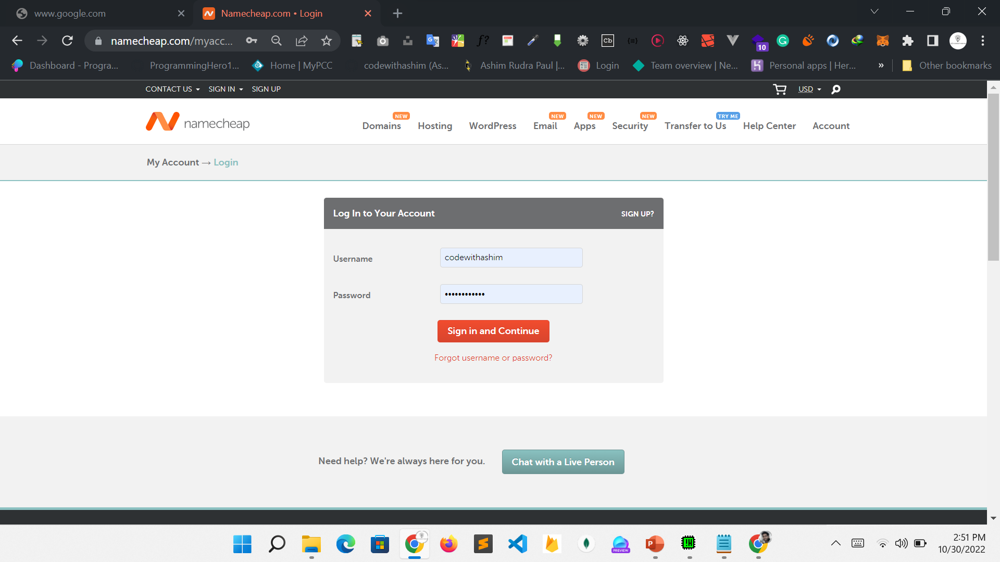 www.google.com
Namecheap.com • Login
namecheap.com/myacc...
10
Dashboard - Progra...
ProgrammingHero1...
Home | MyPCC
codewithashim (As...
Ashim Rudra Paul |...
Login
Team overview | Ne...
Personal apps | Her...
»
Other bookmarks
CONTACT US
SIGN IN
SIGN UP
USD
namecheap
NEW
NEW
NEW
NEW
TRY ME
Domains
Hosting
WordPress
Email
Apps
Security
Transfer to Us
Help Center
Account
My Account → Login
Log In to Your Account
SIGN UP?
Username
codewithashim
Password
••••••••••••
Sign in and Continue
Forgot username or password?
Need help? We're always here for you.
Chat with a Live Person
PREVIEW
2:51 PM
10/30/2022